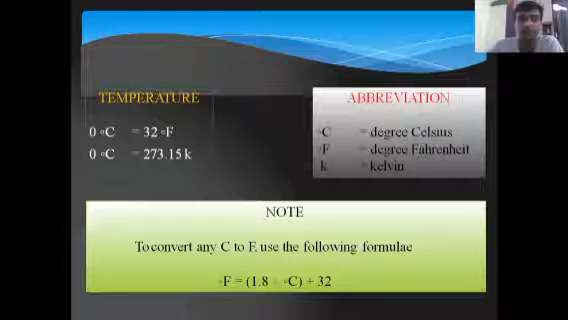 TEMPERATURE
0 ◦C = 32 ◦F
0 ◦C = 273.15 k
ABBREVIATION
◦C = degree Celsius
◦F = degree Fahrenheit
k = kelvin
NOTE
To convert any C to F, use the following formulae
◦F = (1.8 ◦C) + 32